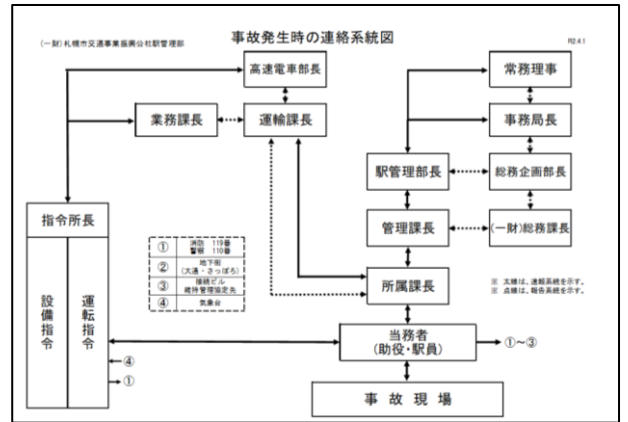 事故発生時の連絡系統図
(一財)札幌市交通事業振興公社駅管理部
R2.4.1
高速電車部長
常務理事
業務課長
運輸課長
事務局長
駅管理部長
総務企画部長
指令所長
管理課長
(一財)総務課長
① 消防 119番
警察 110番
② 地下街
(大通・さっぽろ)
③ 接続ビル
維持管理協定先
④ 気象台
所属課長
※ 太線は、速報系統を示す。
※ 点線は、報告系統を示す。
設備指令
運転指令
当務者
(助役・駅員)
①~③
④
①
事故現場